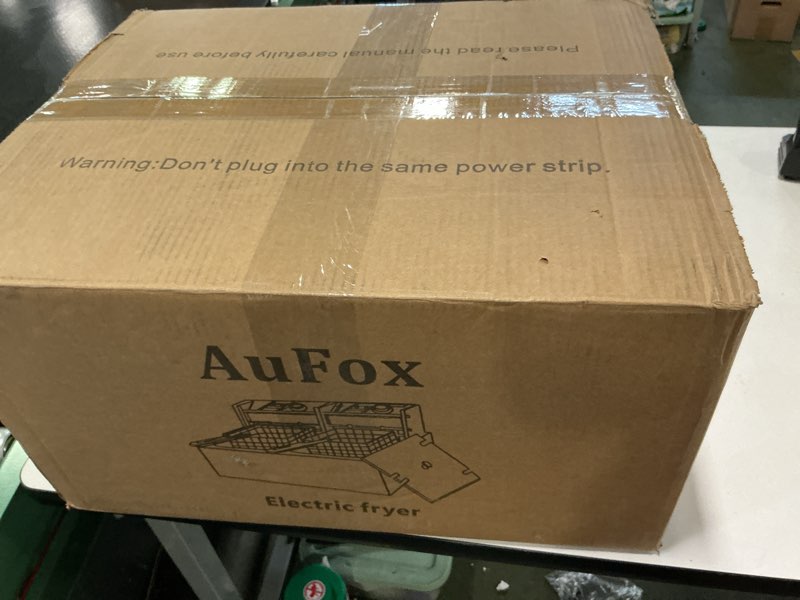 Please read the manual carefully before use
Warning:Don't plug into the same power strip.
AuFox
Electric fryer